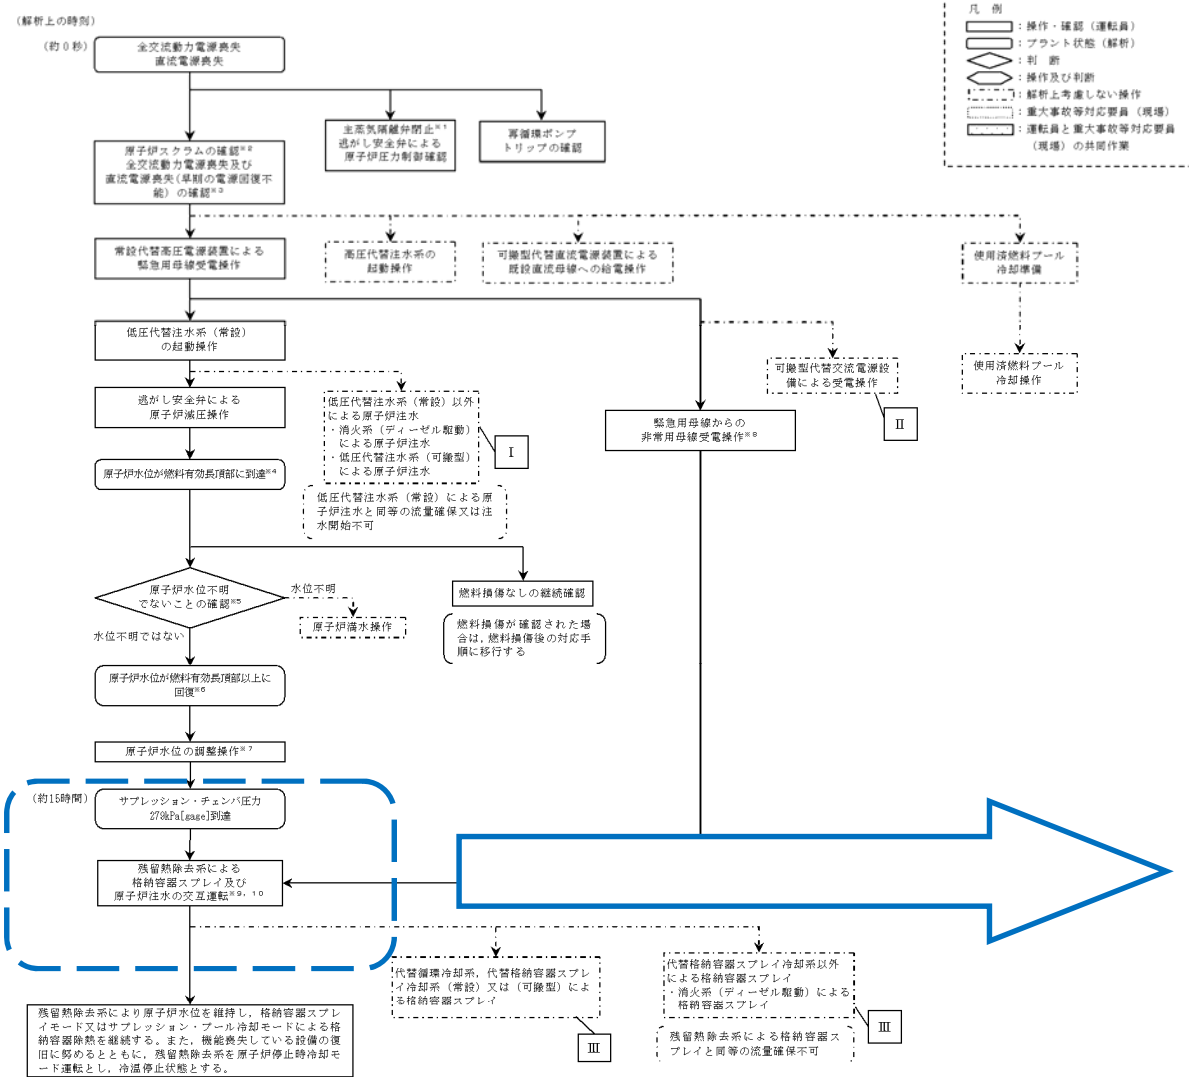 (解析上の時刻)
(約0秒)
全交流動力電源喪失
直流電源喪失
凡 例
：操作・確認（運転員）
：プラント状態（解析）
：判 断
：操作及び判断
：解析上考慮しない操作
：重大事故等対応要員（現場）
：運転員と重大事故等対応要員
（現場）の共同作業
原子炉スクラムの確認※2
全交流動力電源喪失及び
直流電源喪失(早期の電源回復不
能）の確認※3
主蒸気隔離弁閉止※1
逃がし安全弁による
原子炉圧力制御確認
再循環ポンプ
トリップの確認
常設代替高圧電源装置による
緊急用母線受電操作
高圧代替注水系の
起動操作
可搬型代替直流電源装置による
既設直流母線への給電操作
使用済燃料プール
冷却準備
低圧代替注水系（常設）
の起動操作
可搬型代替交流電源設
備による受電操作
Ⅱ
使用済燃料プール
冷却操作
逃がし安全弁による
原子炉減圧操作
低圧代替注水系（常設）以外
による原子炉注水
・消火系（ディーゼル駆動）
による原子炉注水
・低圧代替注水系（可搬型）
による原子炉注水
Ⅰ
緊急用母線からの
非常用母線受電操作※8
原子炉水位が燃料有効長頂部に到達※4
低圧代替注水系（常設）による原
子炉注水と同等の流量確保又は注
水開始不可
原子炉水位不明
でないことの確認※5
水位不明
原子炉満水操作
水位不明ではない
燃料損傷なしの継続確認
燃料損傷が確認された場
合は,燃料損傷後の対応手
順に移行する
原子炉水位が燃料有効長頂部以上に
回復※6
原子炉水位の調整操作※7
(約15時間)
サプレッション・チェンバ圧力
279kPa[gage]到達
残留熱除去系による
格納容器スプレイ及び
原子炉注水の交互運転※9，10
代替循環冷却系，代替格納容器スプレ
イ冷却系（常設）又は（可搬型）によ
る格納容器スプレイ
Ⅲ
代替格納容器スプレイ冷却系以外
による格納容器スプレイ
・消火系（ディーゼル駆動）による
格納容器スプレイ
Ⅲ
残留熱除去系による格納容器ス
プレイと同等の流量確保不可
残留熱除去系により原子炉水位を維持し，格納容器スプレ
イモード又はサプレッション・プール冷却モードによる格
納容器除熱を継続する。また，機能喪失している設備の復
旧に努めるとともに，残留熱除去系を原子炉停止時冷却モ
ード運転とし，冷温停止状態とする。